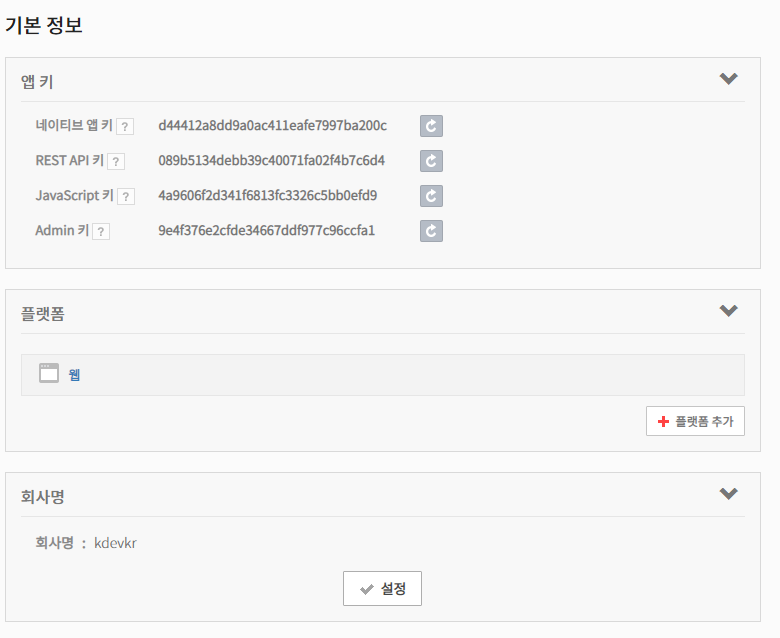 기본 정보
앱 키
네이티브 앱 키 ? d44412a8dd9a0ac411eafe7997ba200c
REST API 키 ? 089b5134debb39c40071fa02f4b7c6d4
JavaScript 키 ? 4a9606f2d341f6813fc3326c5bb0efd9
Admin 키 ? 9e4f376e2cfde34667ddf977c96ccfa1
플랫폼
웹
플랫폼 추가
회사명
회사명 : kdevkr
설정